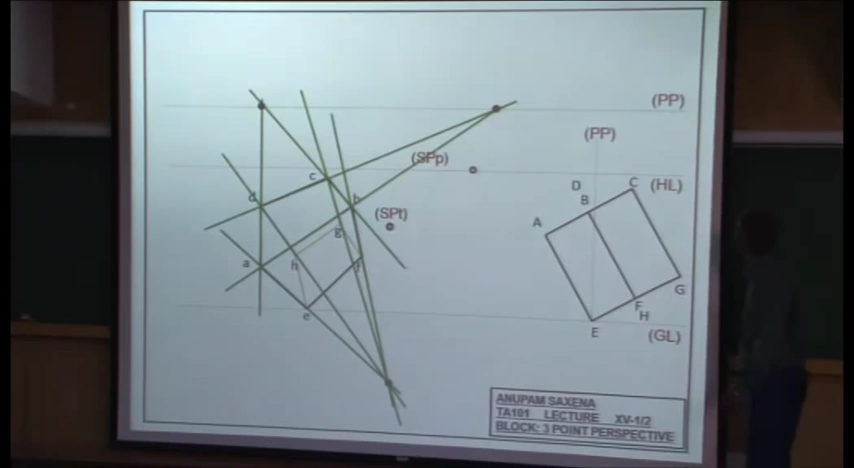 (PP)
(PP)
(SPp)
c
D
C
(HL)
d
b
B
(SPt)
A
g
a
h
f
G
e
F
H
E
(GL)
ANUPAM SAXENA
TA101 LECTURE XV-1/2
BLOCK: 3 POINT PERSPECTIVE